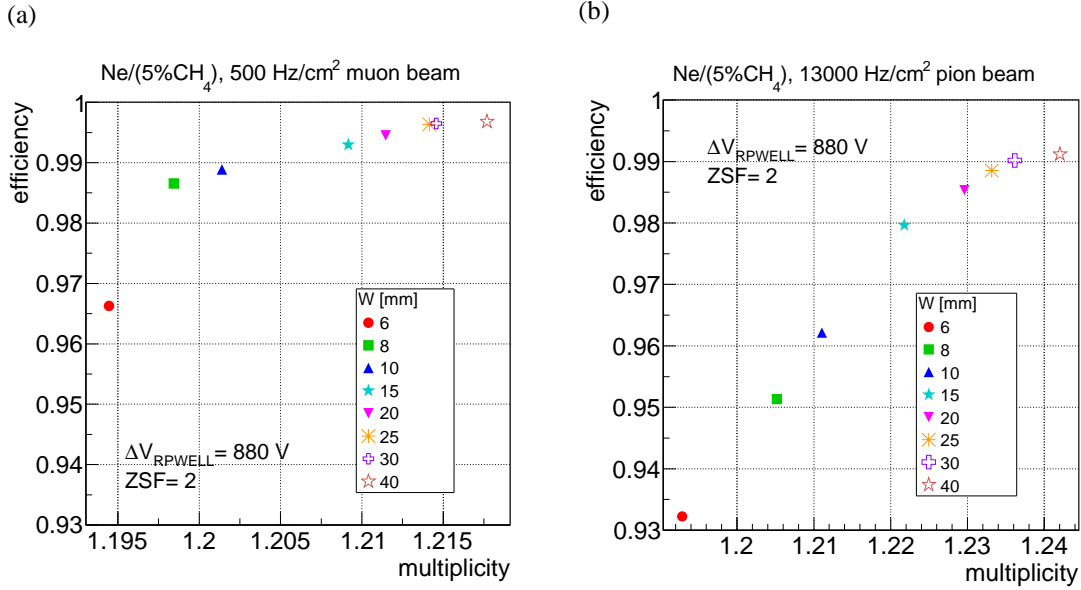 (a)
Ne/(5%CH4), 500 Hz/cm2 muon beam
efficiency
1
0.99
0.98
0.97
0.96
0.95
0.94
0.93
W [mm]
6
8
10
15
20
25
30
40
ΔVRPWELL= 880 V
ZSF= 2
1.195 1.2 1.205 1.21 1.215
multiplicity
(b)
Ne/(5%CH4), 13000 Hz/cm2 pion beam
efficiency
1
0.99
0.98
0.97
0.96
0.95
0.94
0.93
ΔVRPWELL= 880 V
ZSF= 2
W [mm]
6
8
10
15
20
25
30
40
1.2 1.21 1.22 1.23 1.24
multiplicity